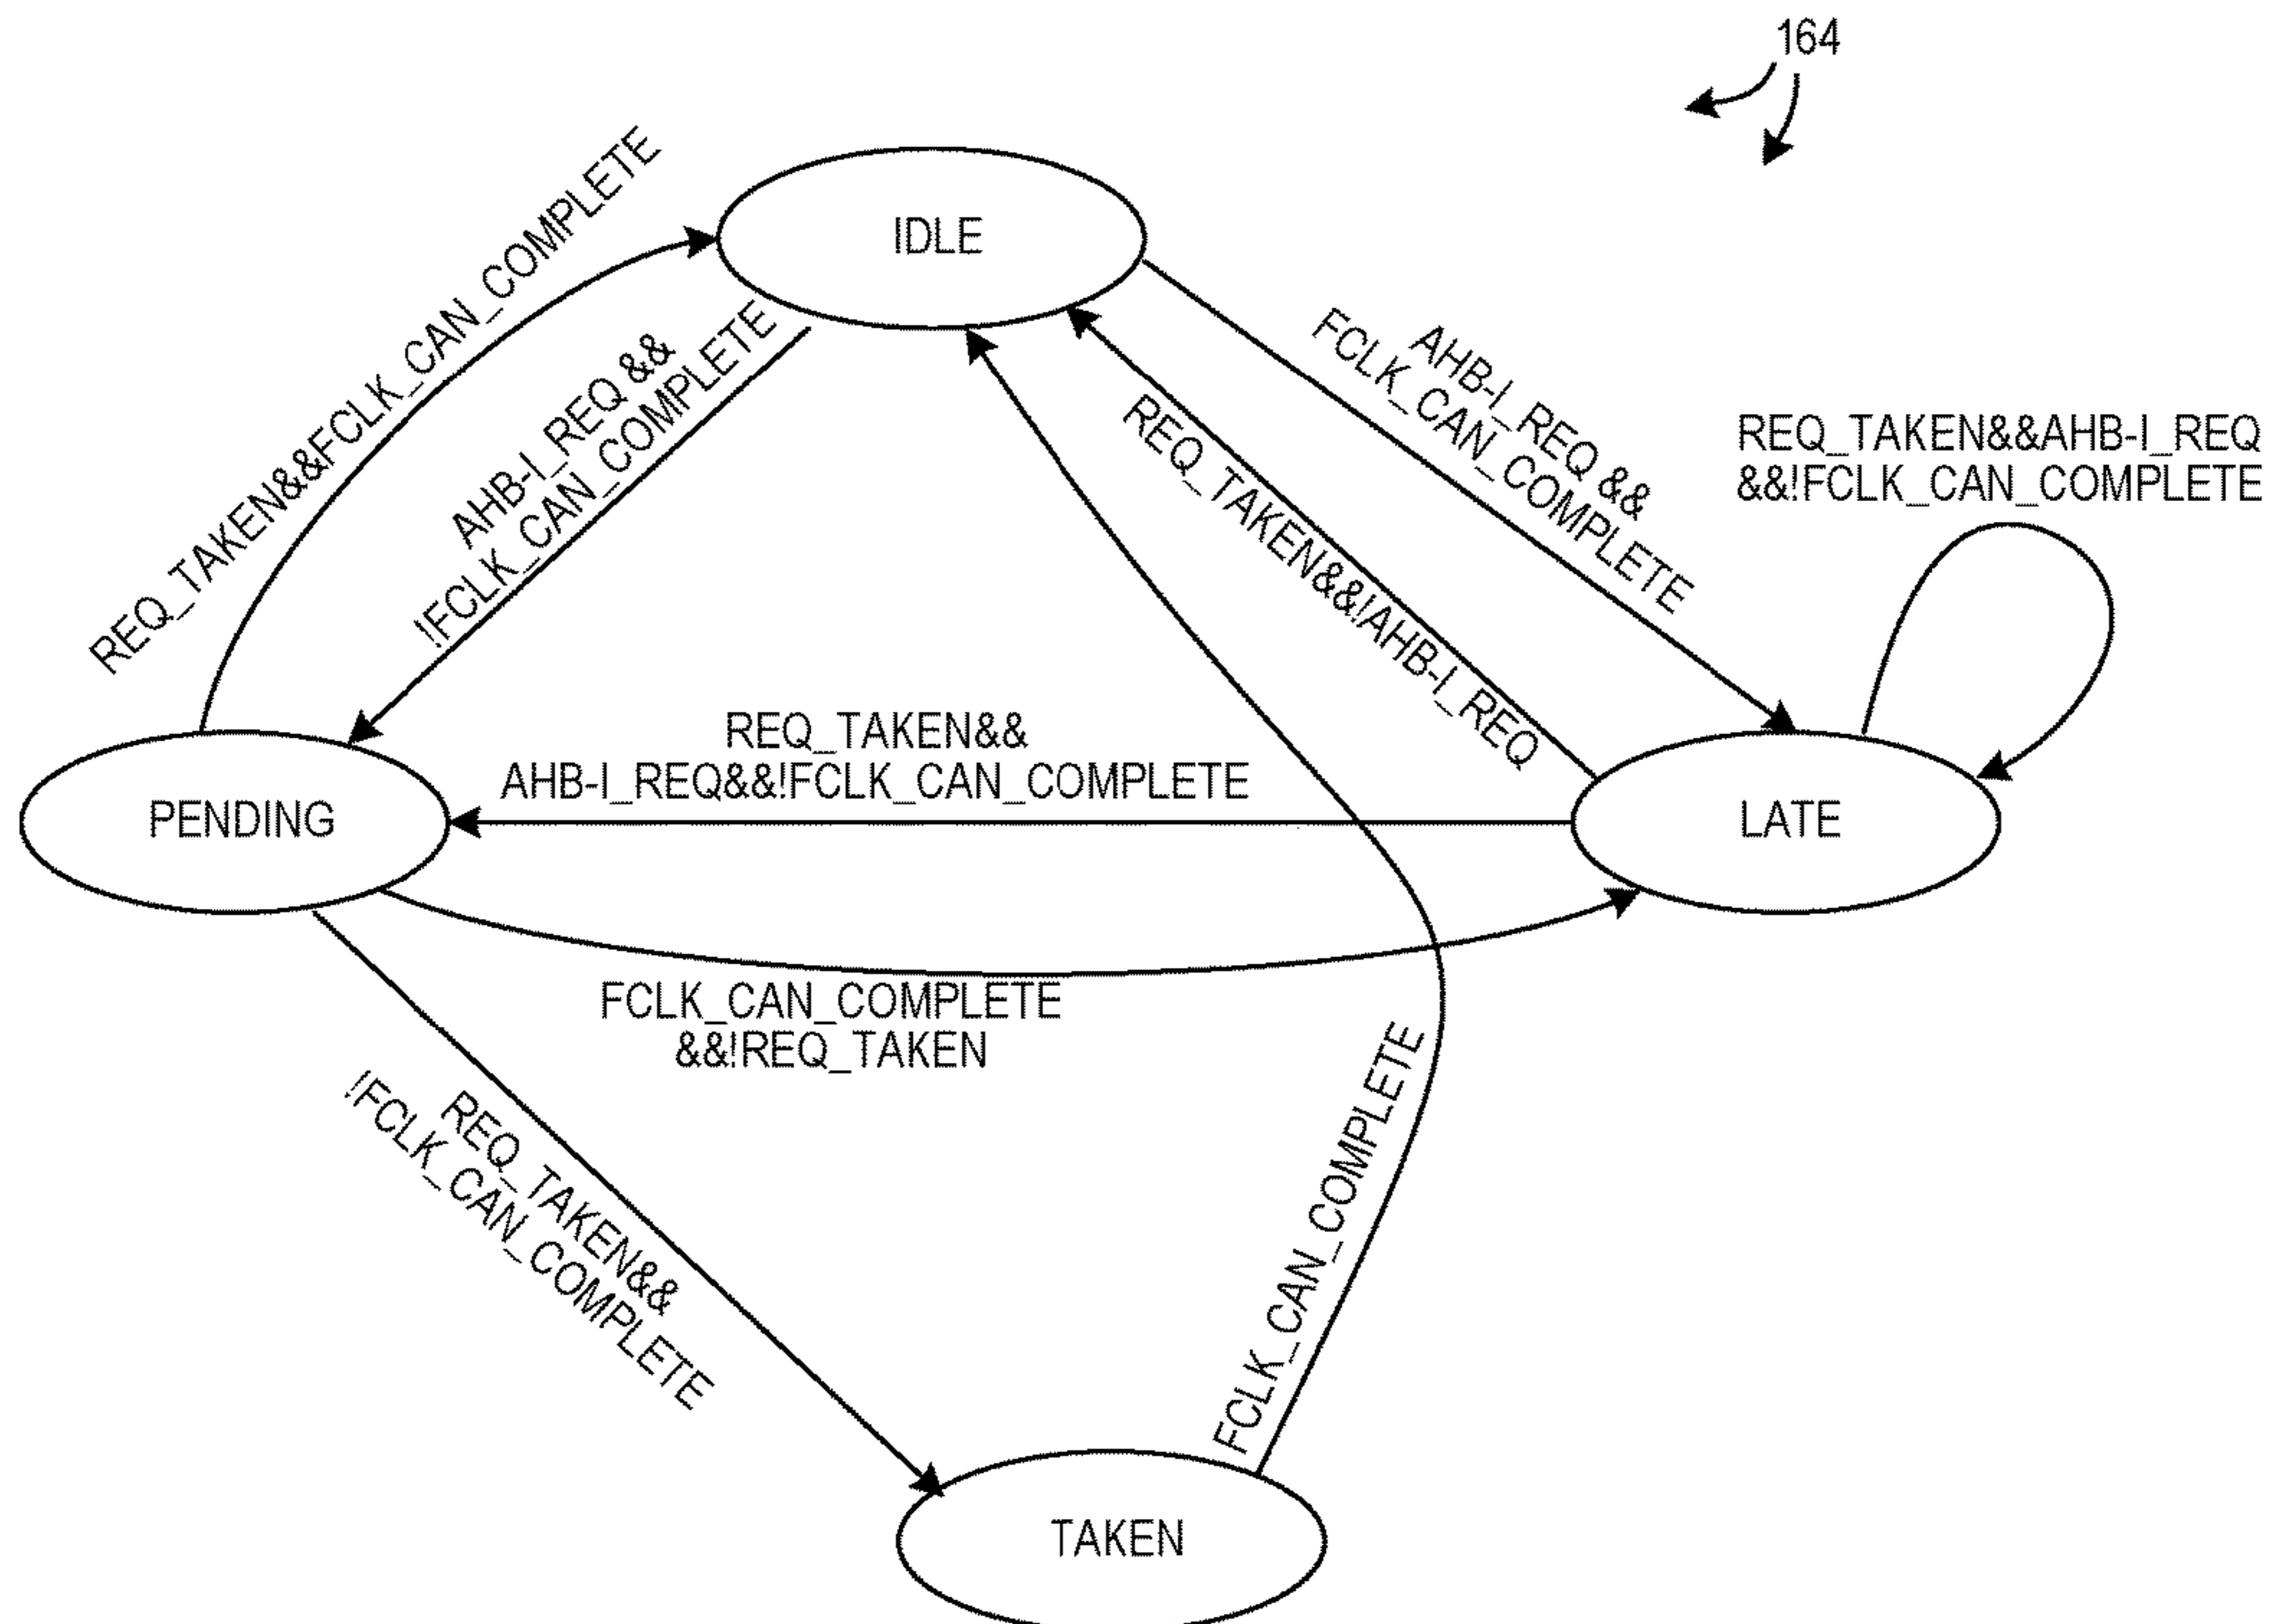 164
IDLE
REQ_TAKEN&&FCLK_CAN_COMPLETE
AHB-I_REQ &&
!FCLK_CAN_COMPLETE
AHB-I_REQ &&
FCLK_CAN_COMPLETE
REQ_TAKEN&&!AHB-I_REQ
REQ_TAKEN&&AHB-I_REQ
&&!FCLK_CAN_COMPLETE
REQ_TAKEN&&
AHB-I_REQ&&!FCLK_CAN_COMPLETE
PENDING
LATE
FCLK_CAN_COMPLETE
&&!REQ_TAKEN
REQ_TAKEN&&
!FCLK_CAN_COMPLETE
FCLK_CAN_COMPLETE
TAKEN